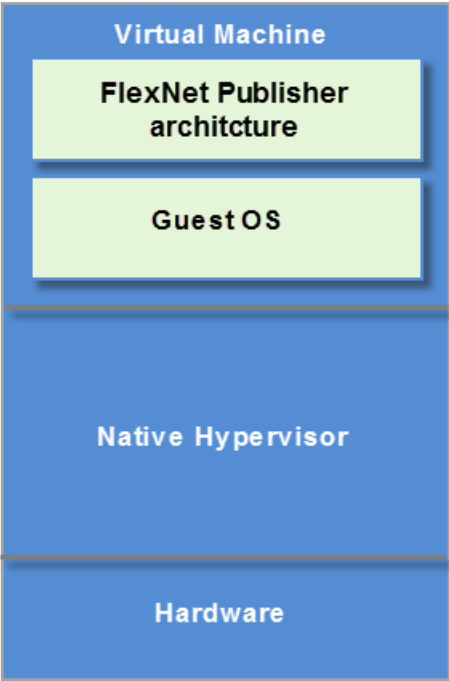 Virtual Machine
FlexNet Publisher
architcture
Guest OS
Native Hypervisor
Hardware